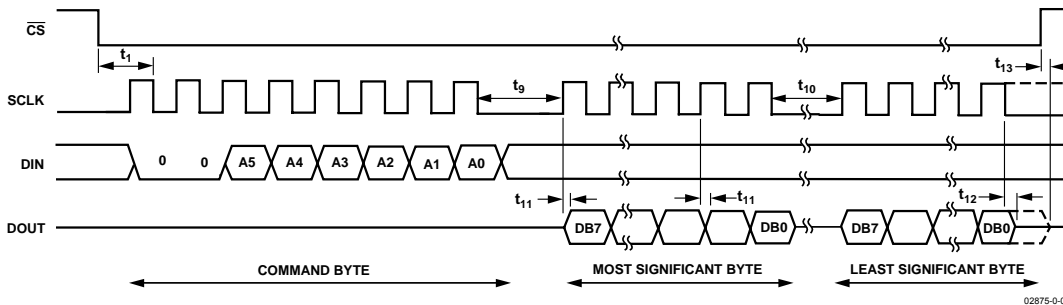 CS
t1
t13
SCLK
t9
t10
DIN
0 0 A5 A4 A3 A2 A1 A0
t11
t11
t12
DOUT
DB7 DB0 DB7 DB0
COMMAND BYTE MOST SIGNIFICANT BYTE LEAST SIGNIFICANT BYTE